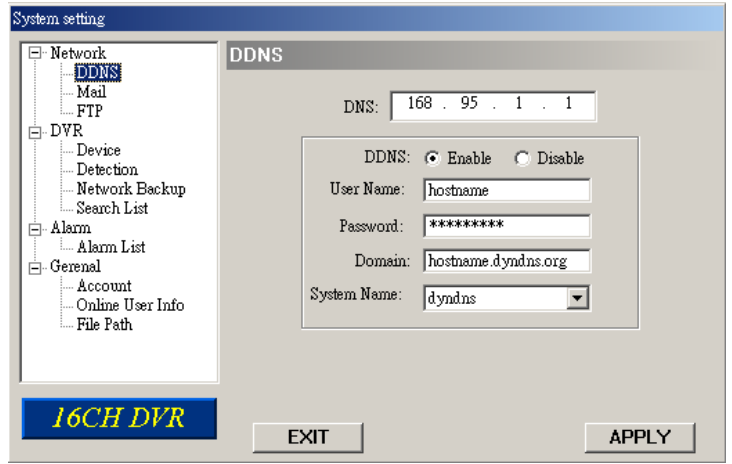 System setting
Network
DDNS
Mail
FTP
DVR
Device
Detection
Network Backup
Search List
Alarm
Alarm List
Gerenal
Account
Online User Info
File Path
16CH DVR
DDNS
DNS: 168 . 95 . 1 . 1
DDNS: Enable Disable
User Name: hostname
Password: *********
Domain: hostname.dyndns.org
System Name: dyndns
EXIT APPLY